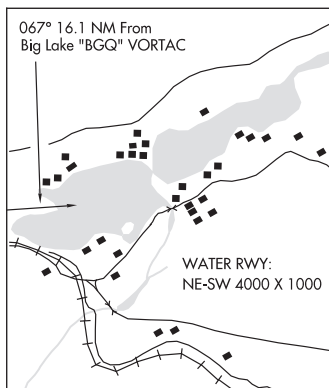 067° 16.1 NM From
Big Lake "BGQ" VORTAC
WATER RWY:
NE-SW 4000 X 1000